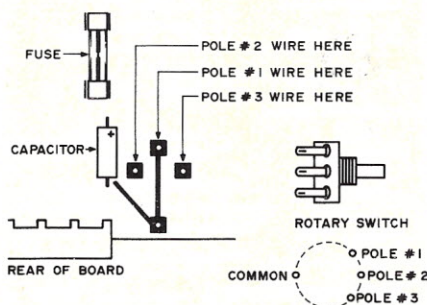 FUSE
POLE #2 WIRE HERE
POLE #1 WIRE HERE
POLE #3 WIRE HERE
+
CAPACITOR
REAR OF BOARD
ROTARY SWITCH
POLE #1
COMMON
POLE #2
POLE #3